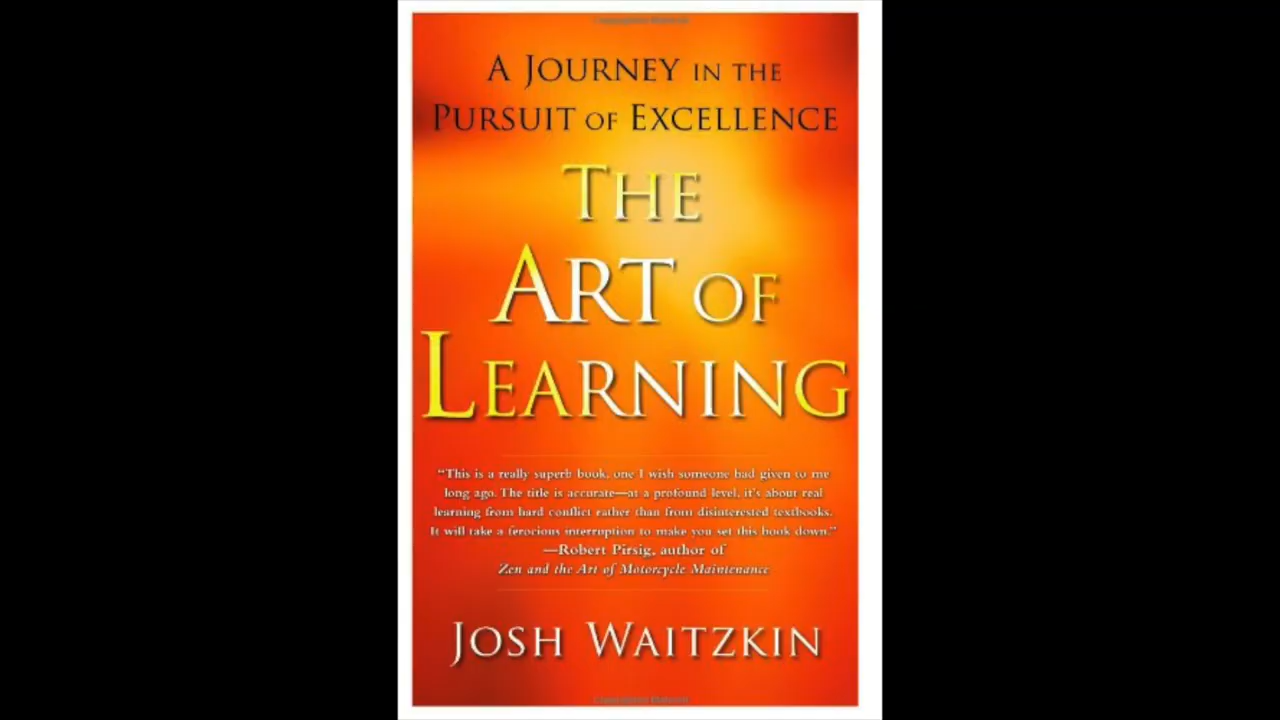 A JOURNEY IN THE
PURSUIT OF EXCELLENCE
THE
ART OF
LEARNING
“This is a really superb book, one I wish someone had given to me
long ago. The title is accurate—at a profound level, it’s about real
learning from hard conflict rather than from disinterested textbooks.
It will take a ferocious interruption to make you set this book down.”
—Robert Pirsig, author of
Zen and the Art of Motorcycle Maintenance
JOSH WAITZKIN